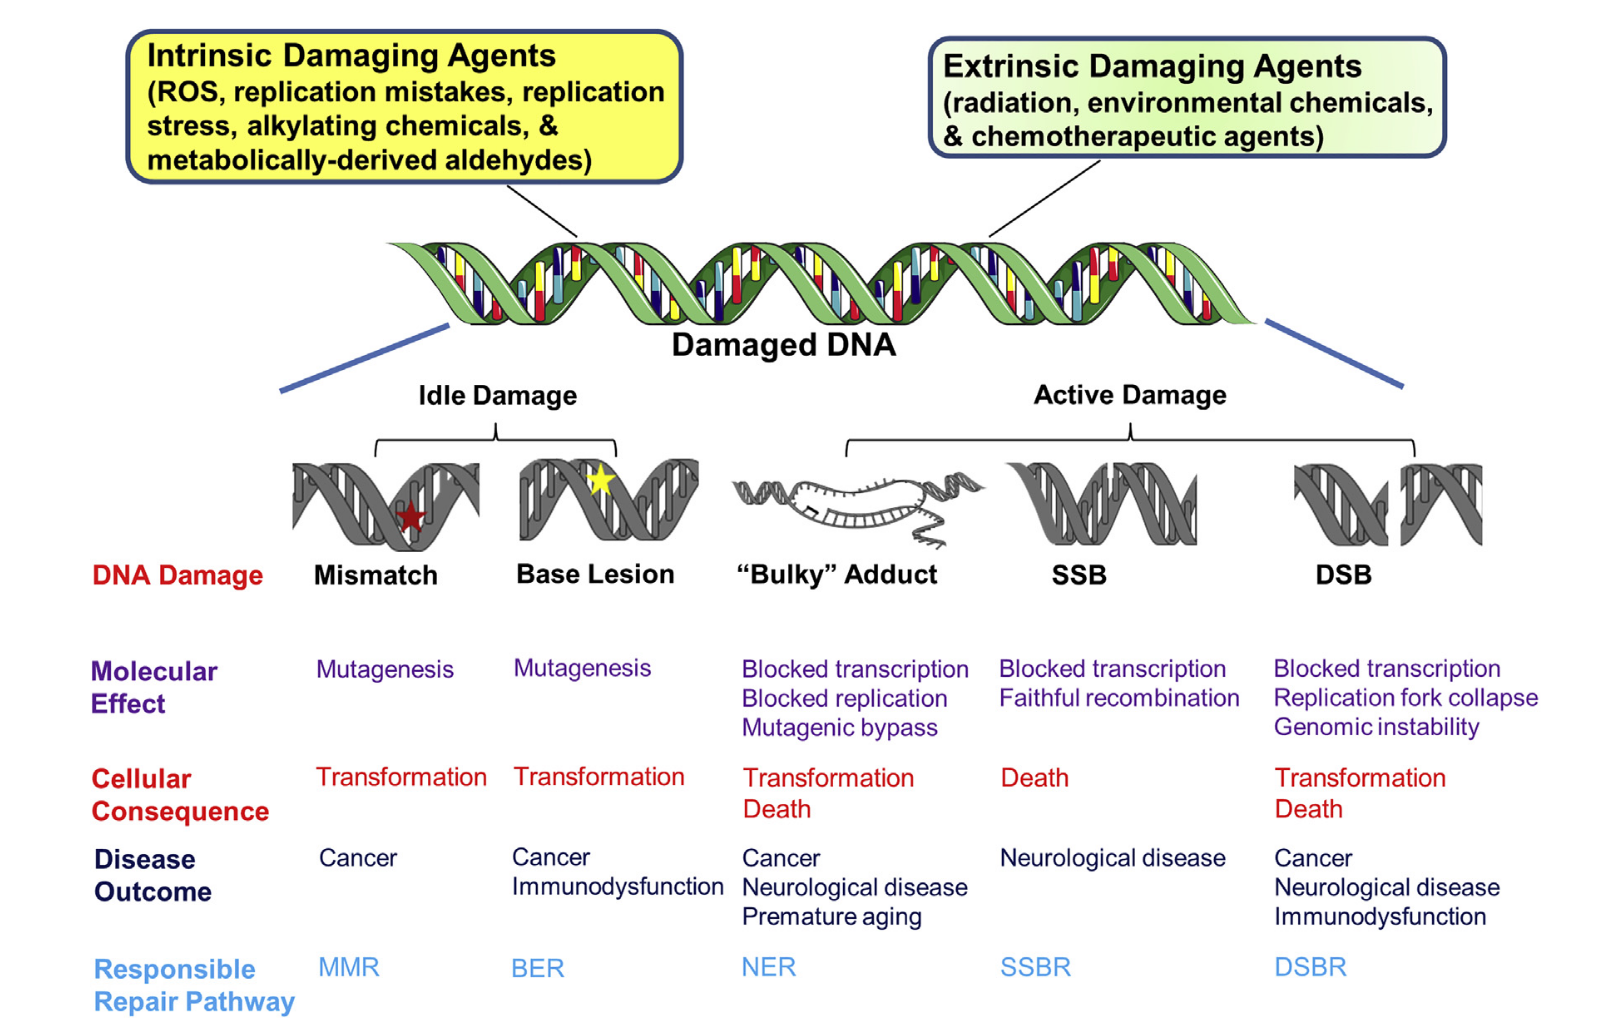 Intrinsic Damaging Agents
(ROS, replication mistakes, replication
stress, alkylating chemicals, &
metabolically-derived aldehydes)
Extrinsic Damaging Agents
(radiation, environmental chemicals,
& chemotherapeutic agents)
Damaged DNA
Idle Damage
Active Damage
DNA Damage
Mismatch
Base Lesion
“Bulky” Adduct
SSB
DSB
Molecular
Effect
Mutagenesis
Mutagenesis
Blocked transcription
Blocked replication
Mutagenic bypass
Blocked transcription
Faithful recombination
Blocked transcription
Replication fork collapse
Genomic instability
Cellular
Consequence
Transformation
Transformation
Transformation
Death
Death
Transformation
Death
Disease
Outcome
Cancer
Cancer
Immunodysfunction
Cancer
Neurological disease
Premature aging
Neurological disease
Cancer
Neurological disease
Immunodysfunction
Responsible
Repair Pathway
MMR
BER
NER
SSBR
DSBR